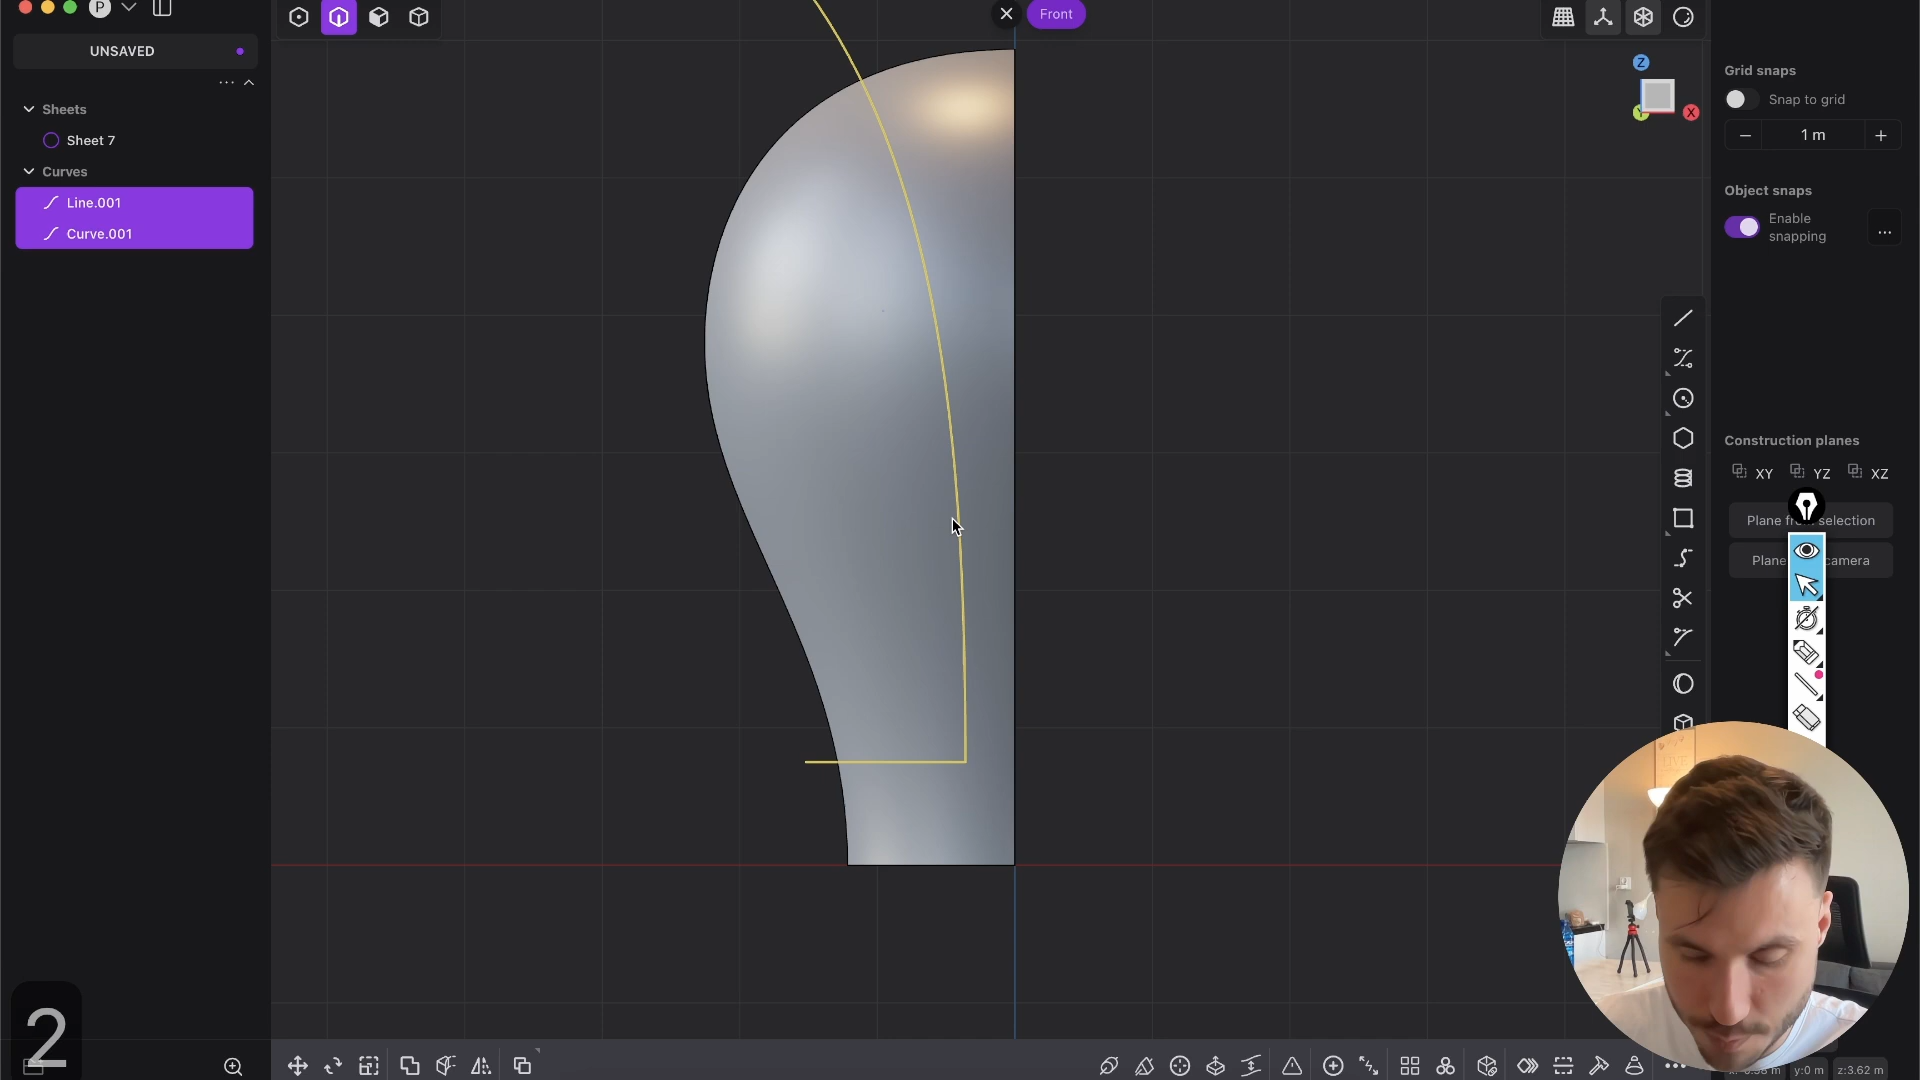 P
Front
UNSAVED
Sheets
Sheet 7
Curves
Line.001
Curve.001
Z
Y
X
Grid snaps
Snap to grid
1 m
Object snaps
Enable
snapping
Construction planes
XY YZ XZ
Plane selection
Plane camera
2
y:0 m z:3.62 m